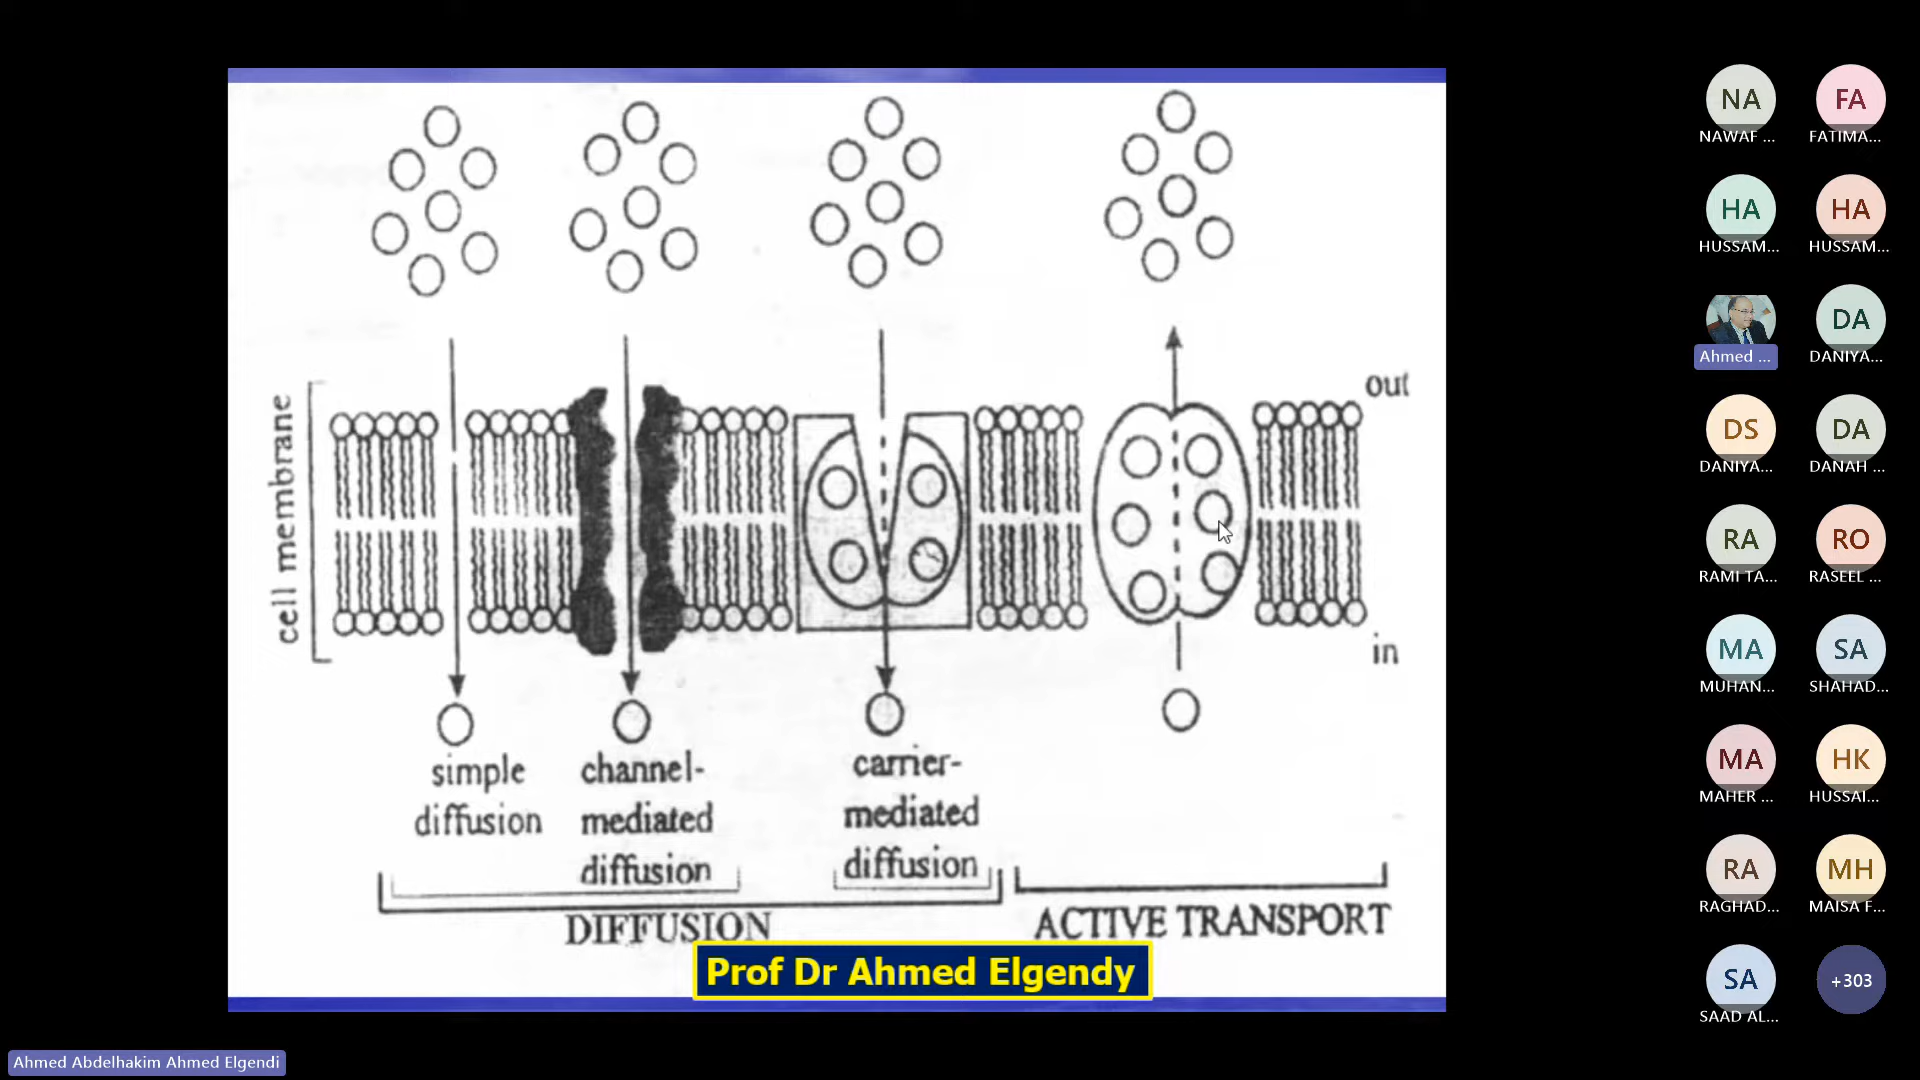 cell membrane
out
in
simple
diffusion
channel-
mediated
diffusion
carrier-
mediated
diffusion
DIFFUSION
ACTIVE TRANSPORT
Prof Dr Ahmed Elgendy
Ahmed Abdelhakim Ahmed Elgendi
NA
NAWAF ...
FA
FATIMA...
HA
HUSSAM...
HA
HUSSAM...
Ahmed ...
DA
DANIYA...
DS
DANIYA...
DA
DANAH ...
RA
RAMI TA...
RO
RASEEL ...
MA
MUHAN...
SA
SHAHAD...
MA
MAHER ...
HK
HUSSAI...
RA
RAGHAD...
MH
MAISA F...
SA
SAAD AL...
+303